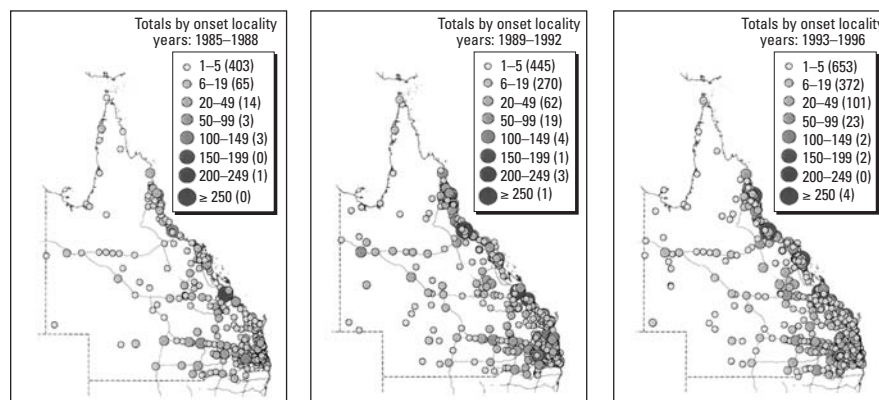 Totals by onset locality
years: 1985–1988
1–5 (403)
6–19 (65)
20–49 (14)
50–99 (3)
100–149 (3)
150–199 (0)
200–249 (1)
≥ 250 (0)
Totals by onset locality
years: 1989–1992
1–5 (445)
6–19 (270)
20–49 (62)
50–99 (19)
100–149 (4)
150–199 (1)
200–249 (3)
≥ 250 (1)
Totals by onset locality
years: 1993–1996
1–5 (653)
6–19 (372)
20–49 (101)
50–99 (23)
100–149 (2)
150–199 (2)
200–249 (0)
≥ 250 (4)